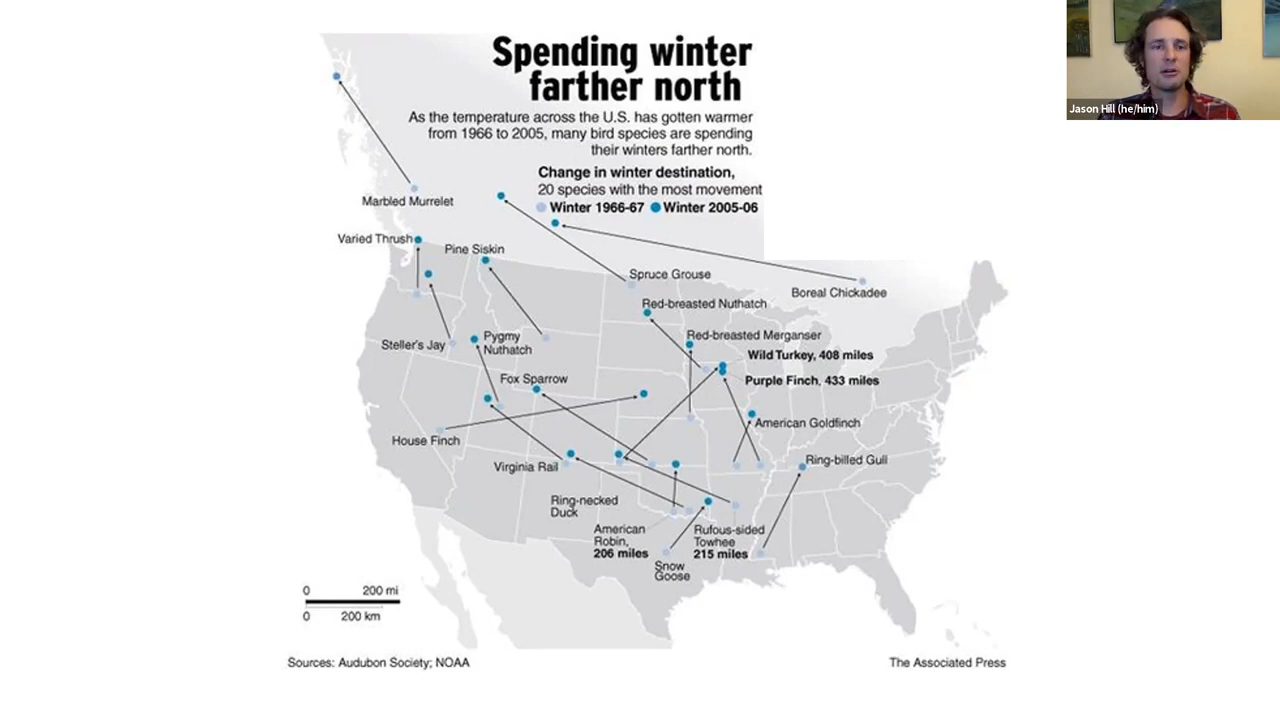 Jason Hill (he/him)
Spending winter
farther north
As the temperature across the U.S. has gotten warmer
from 1966 to 2005, many bird species are spending
their winters farther north.
Change in winter destination,
20 species with the most movement
Winter 1966-67 Winter 2005-06
Marbled Murrelet
Varied Thrush
Pine Siskin
Spruce Grouse
Boreal Chickadee
Red-breasted Nuthatch
Red-breasted Merganser
Steller's Jay
Pygmy
Nuthatch
Wild Turkey, 408 miles
Purple Finch, 433 miles
Fox Sparrow
American Goldfinch
House Finch
Virginia Rail
Ring-billed Gull
Ring-necked
Duck
American
Robin,
206 miles
Rufous-sided
Towhee
215 miles
Snow
Goose
0 200 mi
0 200 km
Sources: Audubon Society; NOAA
The Associated Press